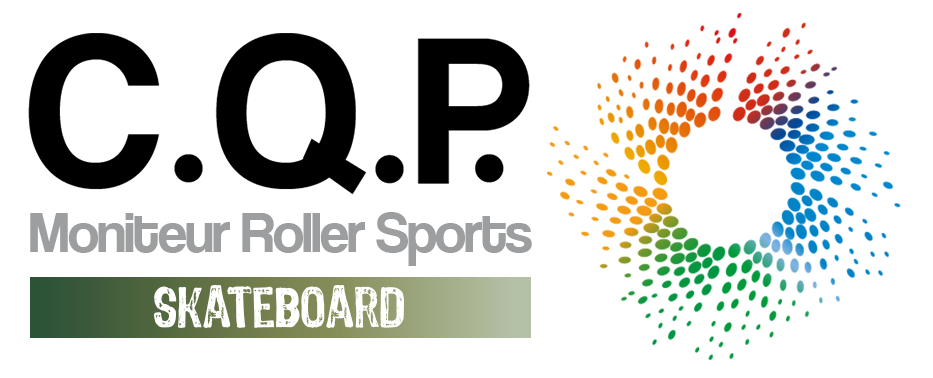 C.Q.P.
Moniteur Roller Sports
SKATEBOARD